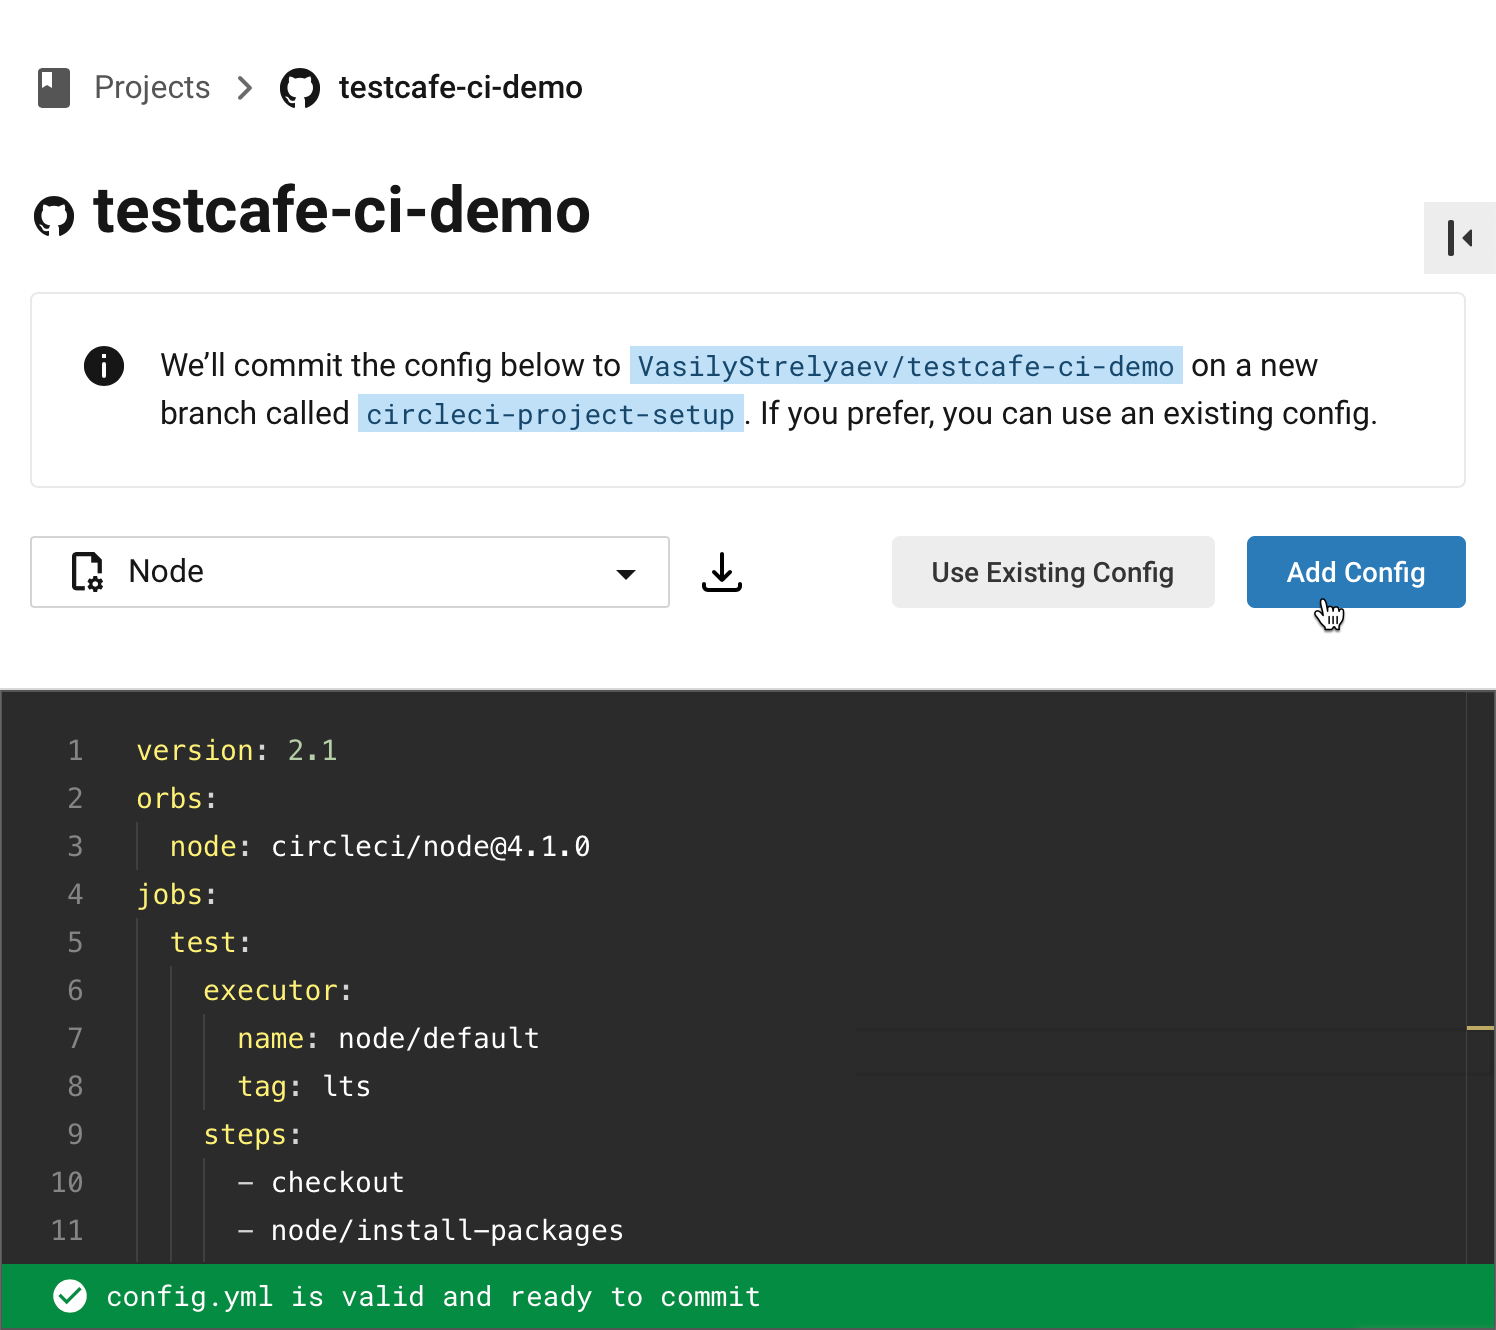 Projects > testcafe-ci-demo
testcafe-ci-demo
We’ll commit the config below to VasilyStrelyaev/testcafe-ci-demo on a new
branch called circleci-project-setup. If you prefer, you can use an existing config.
Node
Use Existing Config
Add Config
1 version: 2.1
2 orbs:
3   node: circleci/node@4.1.0
4 jobs:
5   test:
6     executor:
7       name: node/default
8       tag: lts
9     steps:
10       - checkout
11       - node/install-packages
config.yml is valid and ready to commit